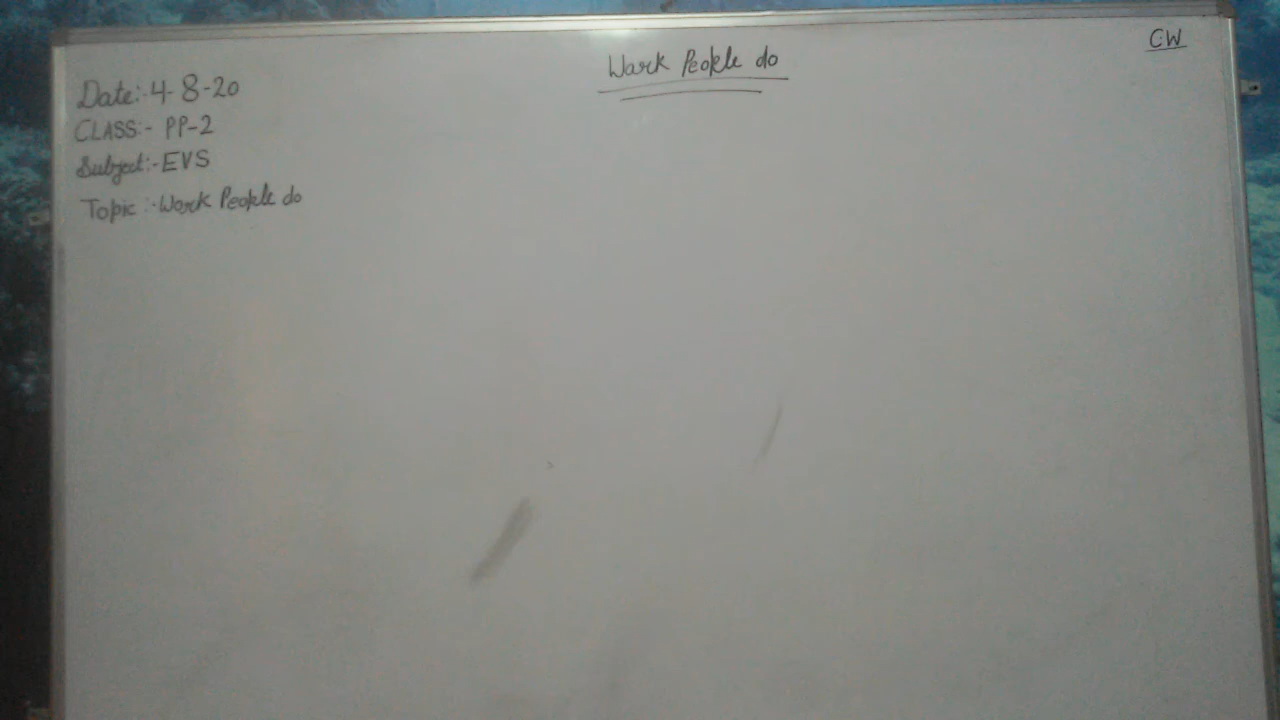 CW
Work People do
Date:-4-8-20
CLASS:- PP-2
Subject:-EVS
Topic:-Work People do